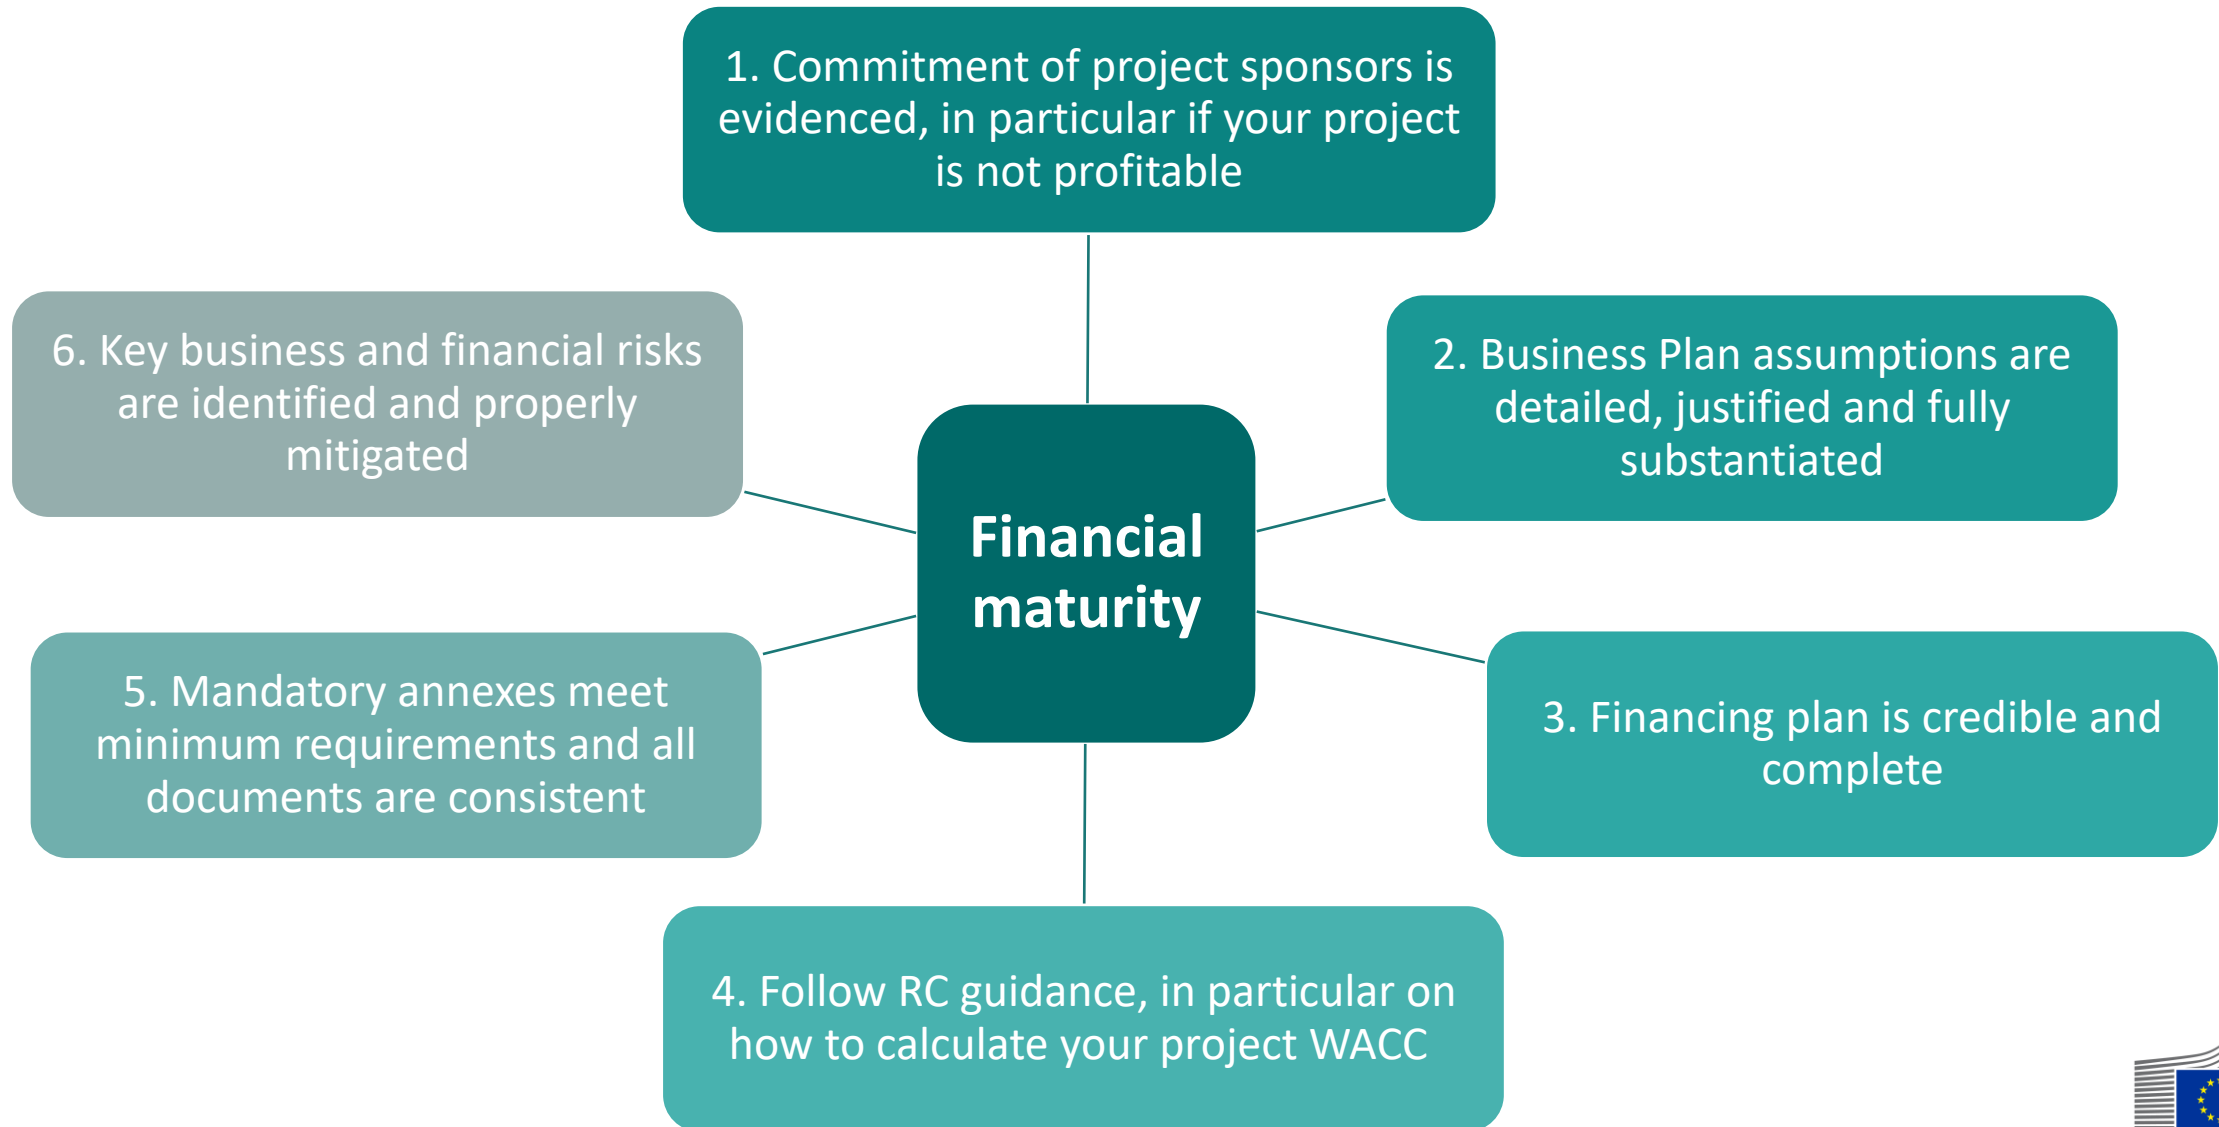 1. Commitment of project sponsors is
evidenced, in particular if your project
is not profitable
2. Business Plan assumptions are
detailed, justified and fully
substantiated
3. Financing plan is credible and
complete
4. Follow RC guidance, in particular on
how to calculate your project WACC
5. Mandatory annexes meet
minimum requirements and all
documents are consistent
6. Key business and financial risks
are identified and properly
mitigated
Financial
maturity